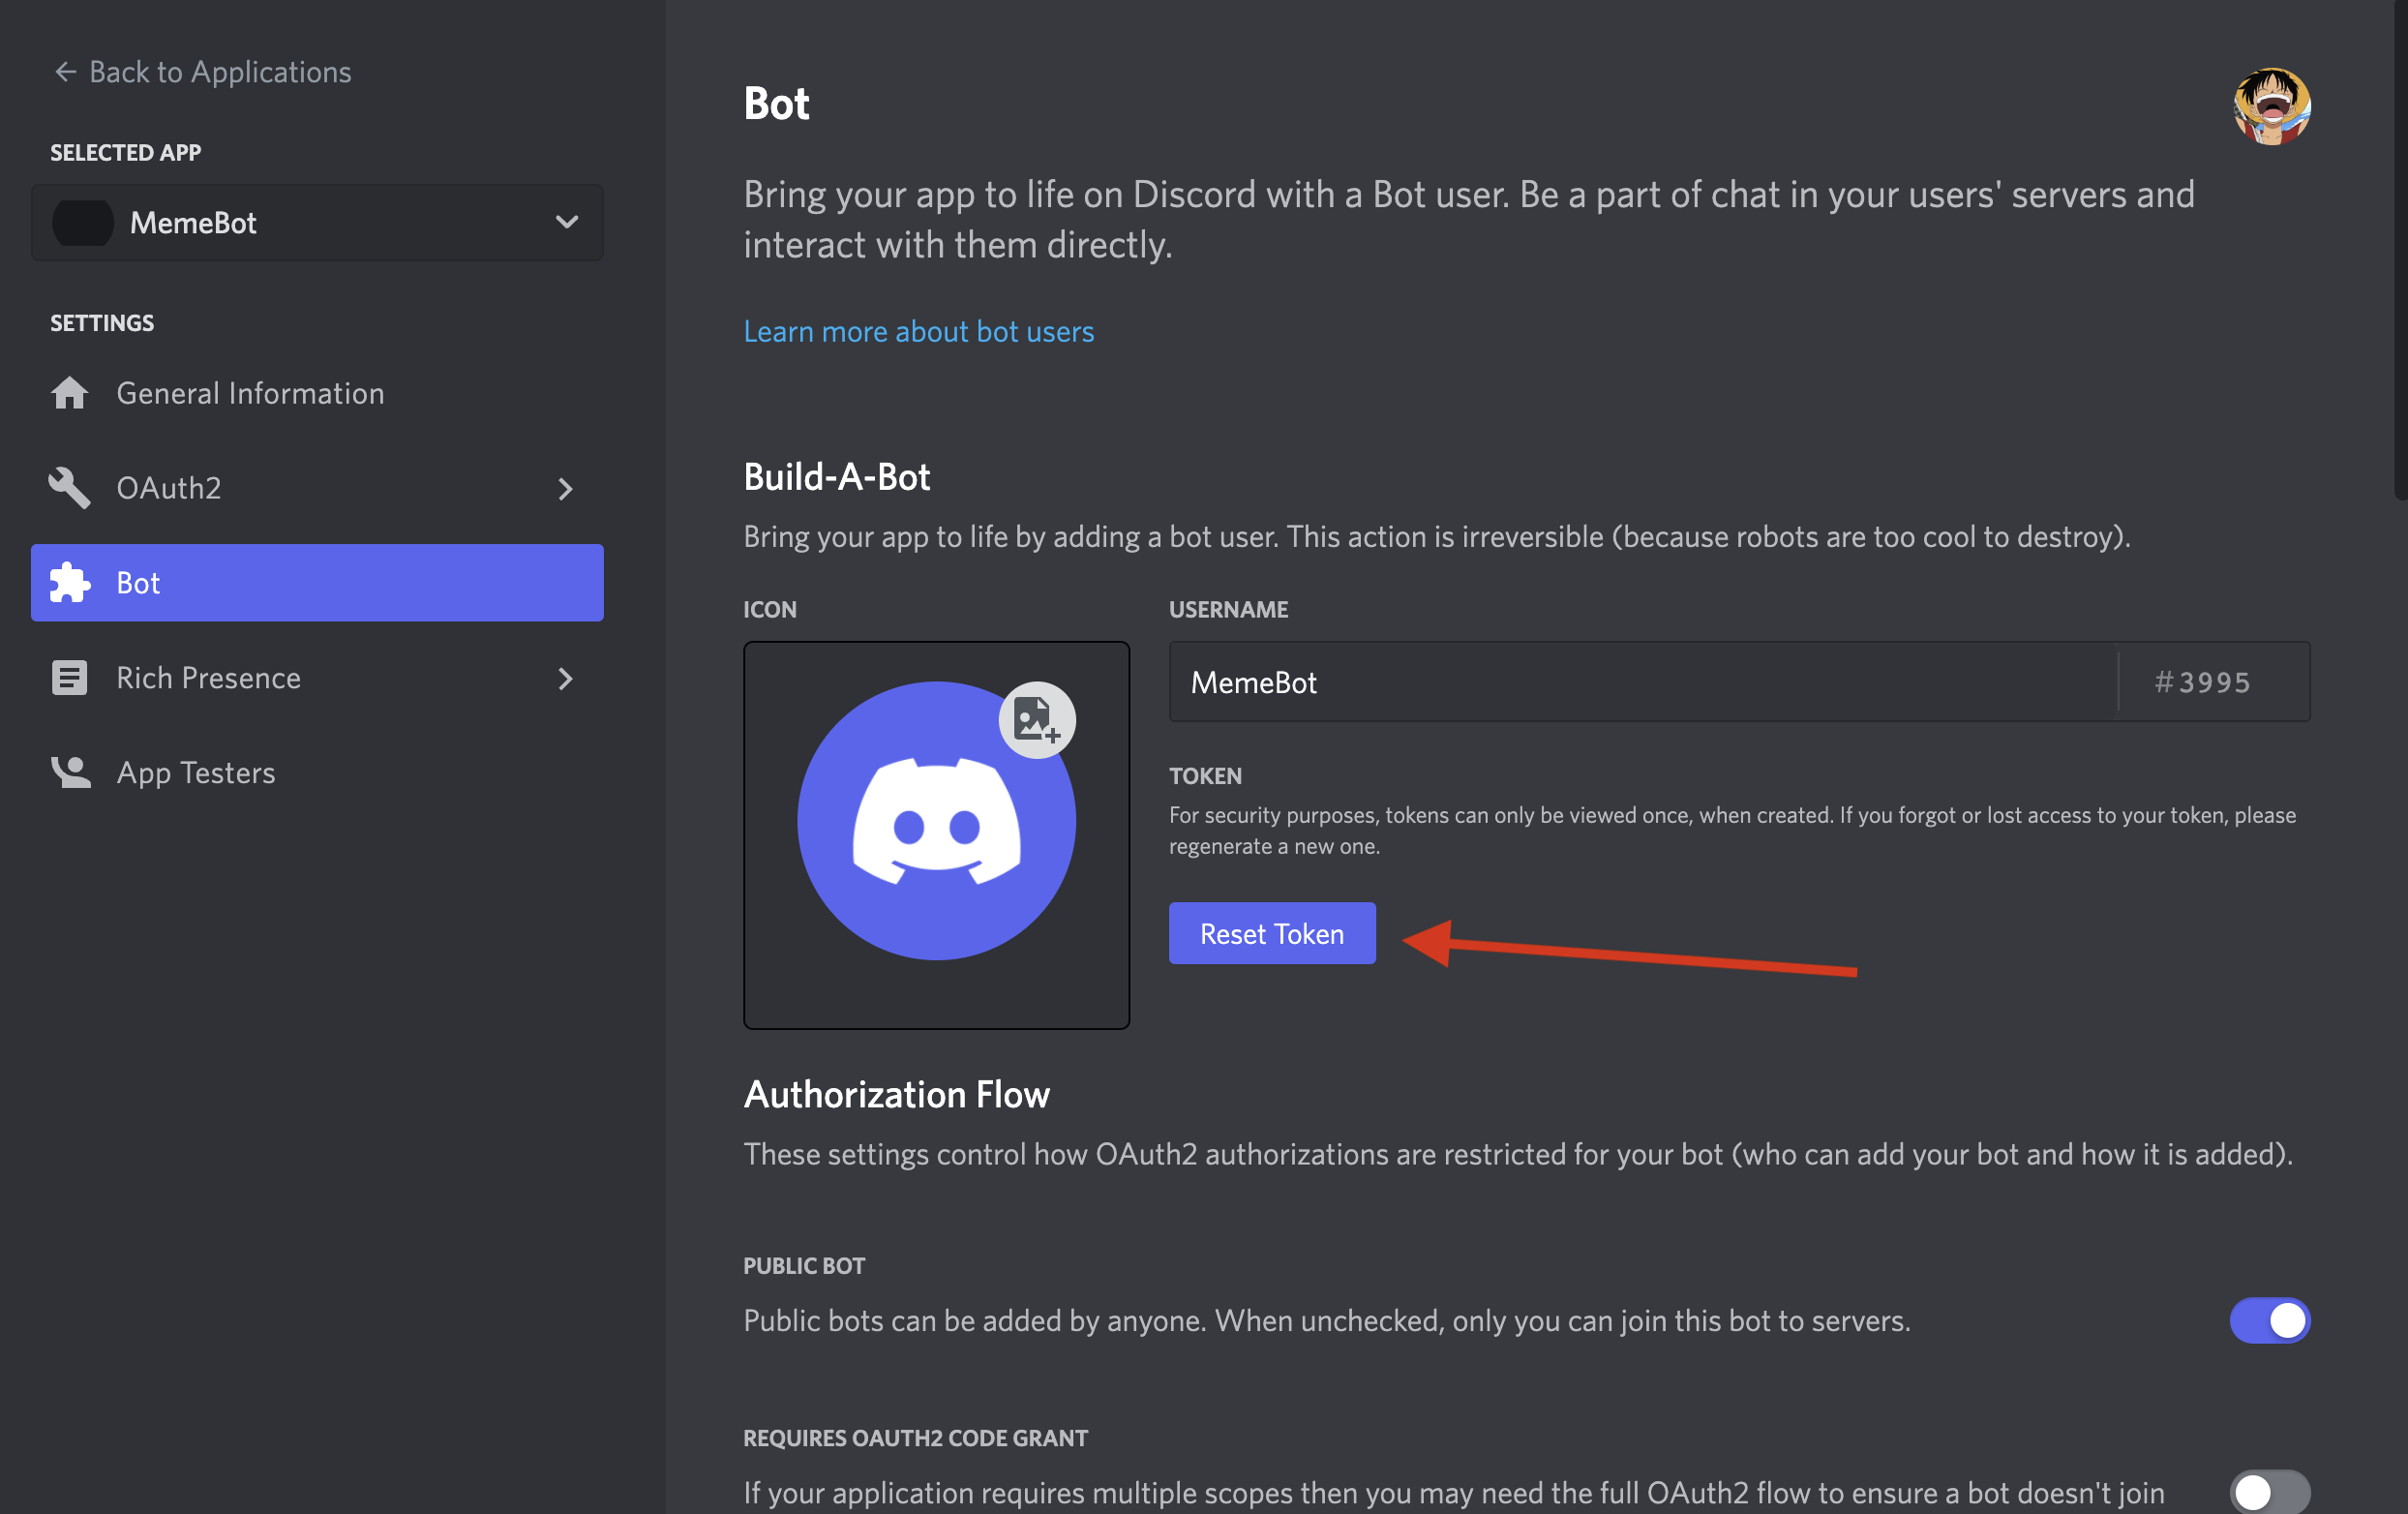 ← Back to Applications
SELECTED APP
MemeBot
SETTINGS
General Information
OAuth2
Bot
Rich Presence
App Testers
Bot
Bring your app to life on Discord with a Bot user. Be a part of chat in your users' servers and
interact with them directly.
Learn more about bot users
Build-A-Bot
Bring your app to life by adding a bot user. This action is irreversible (because robots are too cool to destroy).
ICON
USERNAME
MemeBot
#3995
TOKEN
For security purposes, tokens can only be viewed once, when created. If you forgot or lost access to your token, please
regenerate a new one.
Reset Token
Authorization Flow
These settings control how OAuth2 authorizations are restricted for your bot (who can add your bot and how it is added).
PUBLIC BOT
Public bots can be added by anyone. When unchecked, only you can join this bot to servers.
REQUIRES OAUTH2 CODE GRANT
If your application requires multiple scopes then you may need the full OAuth2 flow to ensure a bot doesn't join